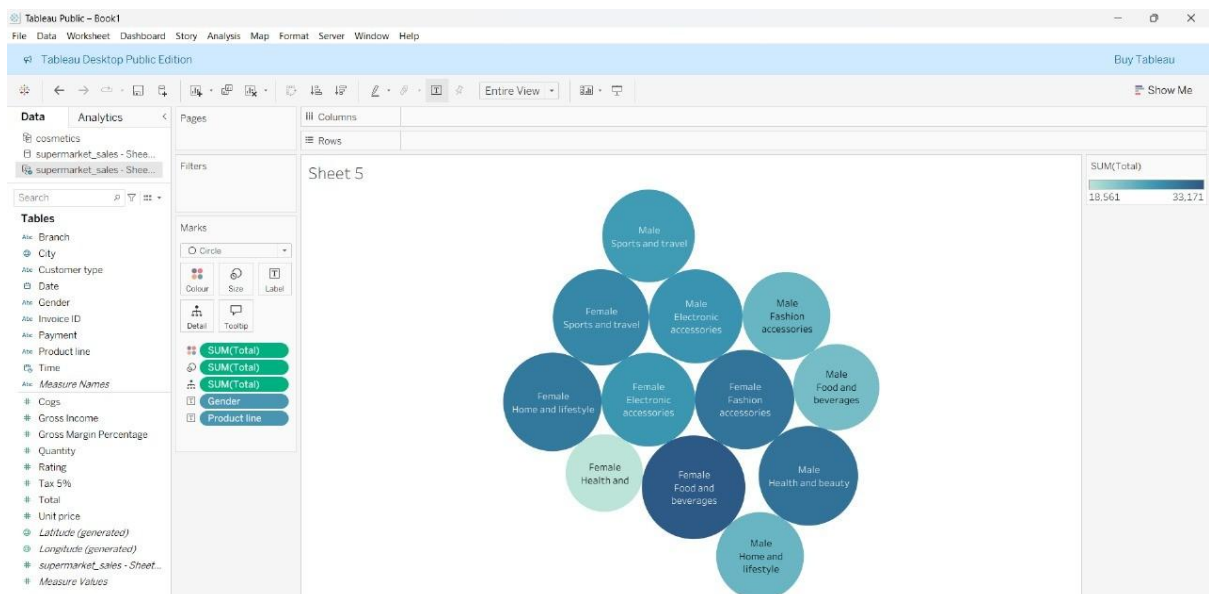 Tableau Public – Book1
File Data Worksheet Dashboard Story Analysis Map Format Server Window Help
Tableau Desktop Public Edition
Buy Tableau
Entire View
Show Me
Data Analytics
Pages
Columns
Rows
cosmetics
supermarket_sales - Shee...
supermarket_sales - Shee...
Search
Tables
Abc Branch
City
Abc Customer type
Date
Abc Gender
Abc Invoice ID
Abc Payment
Abc Product line
Time
Abc Measure Names
# Cogs
# Gross Income
# Gross Margin Percentage
# Quantity
# Rating
# Tax 5%
# Total
# Unit price
Latitude (generated)
Longitude (generated)
# supermarket_sales - Sheet...
# Measure Values
Filters
Marks
Circle
Colour Size Label
Detail Tooltip
SUM(Total)
SUM(Total)
SUM(Total)
Gender
Product line
Sheet 5
Male
Sports and travel
Female
Sports and travel
Male
Electronic
accessories
Male
Fashion
accessories
Female
Home and lifestyle
Female
Electronic
accessories
Female
Fashion
accessories
Male
Food and
beverages
Female
Health and
Female
Food and
beverages
Male
Health and beauty
Male
Home and
lifestyle
SUM(Total)
18,561 33,171